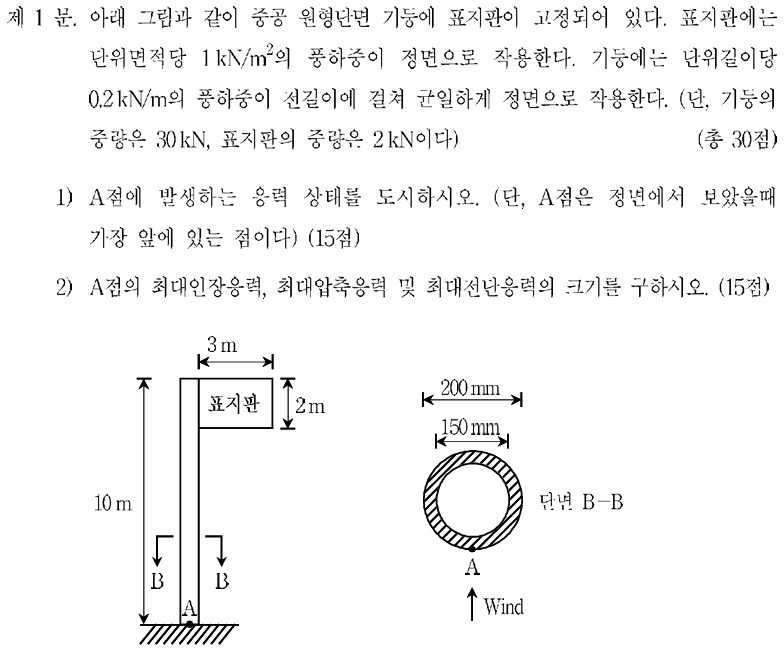 제 1 문. 아래 그림과 같이 중공 원형단면 기둥에 표지판이 고정되어 있다. 표지판에는
단위면적당 1 kN/m²의 풍하중이 정면으로 작용한다. 기둥에는 단위길이당
0.2 kN/m의 풍하중이 전길이에 걸쳐 균일하게 정면으로 작용한다. (단, 기둥의
중량은 30 kN, 표지판의 중량은 2 kN이다) (총 30점)
1) A점에 발생하는 응력 상태를 도시하시오. (단, A점은 정면에서 보았을때
가장 앞에 있는 점이다) (15점)
2) A점의 최대인장응력, 최대압축응력 및 최대전단응력의 크기를 구하시오. (15점)
3 m
표지판
2 m
10 m
B B
A
200 mm
150 mm
단면 B-B
A
Wind